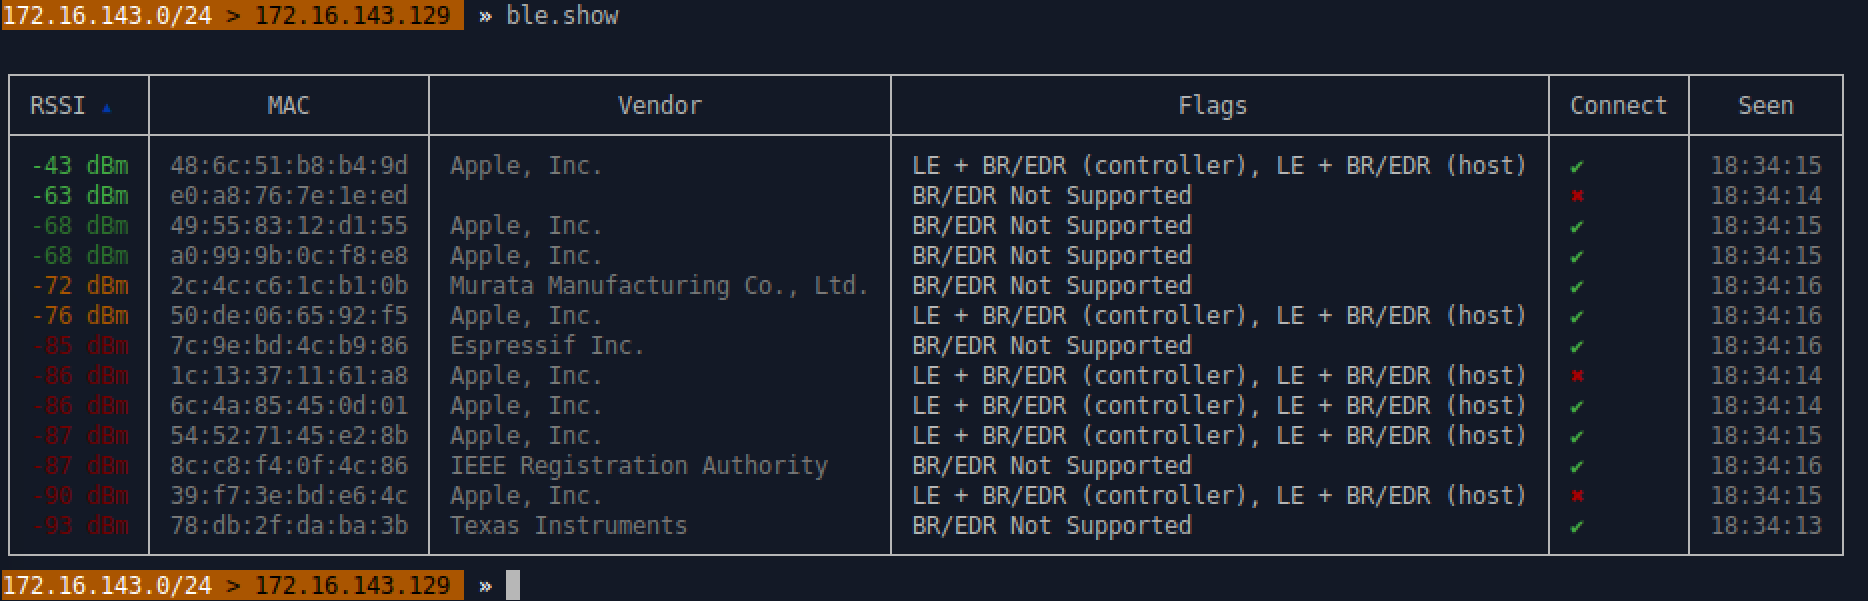 172.16.143.0/24 > 172.16.143.129 » ble.show
RSSI ▲ MAC Vendor Flags Connect Seen
-43 dBm 48:6c:51:b8:b4:9d Apple, Inc. LE + BR/EDR (controller), LE + BR/EDR (host) ✔ 18:34:15
-63 dBm e0:a8:76:7e:1e:ed BR/EDR Not Supported ✖ 18:34:14
-68 dBm 49:55:83:12:d1:55 Apple, Inc. BR/EDR Not Supported ✔ 18:34:15
-68 dBm a0:99:9b:0c:f8:e8 Apple, Inc. BR/EDR Not Supported ✔ 18:34:15
-72 dBm 2c:4c:c6:1c:b1:0b Murata Manufacturing Co., Ltd. BR/EDR Not Supported ✔ 18:34:16
-76 dBm 50:de:06:65:92:f5 Apple, Inc. LE + BR/EDR (controller), LE + BR/EDR (host) ✔ 18:34:16
-85 dBm 7c:9e:bd:4c:b9:86 Espressif Inc. BR/EDR Not Supported ✔ 18:34:16
-86 dBm 1c:13:37:11:61:a8 Apple, Inc. LE + BR/EDR (controller), LE + BR/EDR (host) ✖ 18:34:14
-86 dBm 6c:4a:85:45:0d:01 Apple, Inc. LE + BR/EDR (controller), LE + BR/EDR (host) ✔ 18:34:14
-87 dBm 54:52:71:45:e2:8b Apple, Inc. LE + BR/EDR (controller), LE + BR/EDR (host) ✔ 18:34:15
-87 dBm 8c:c8:f4:0f:4c:86 IEEE Registration Authority BR/EDR Not Supported ✔ 18:34:16
-90 dBm 39:f7:3e:bd:e6:4c Apple, Inc. LE + BR/EDR (controller), LE + BR/EDR (host) ✖ 18:34:15
-93 dBm 78:db:2f:da:ba:3b Texas Instruments BR/EDR Not Supported ✔ 18:34:13
172.16.143.0/24 > 172.16.143.129 »